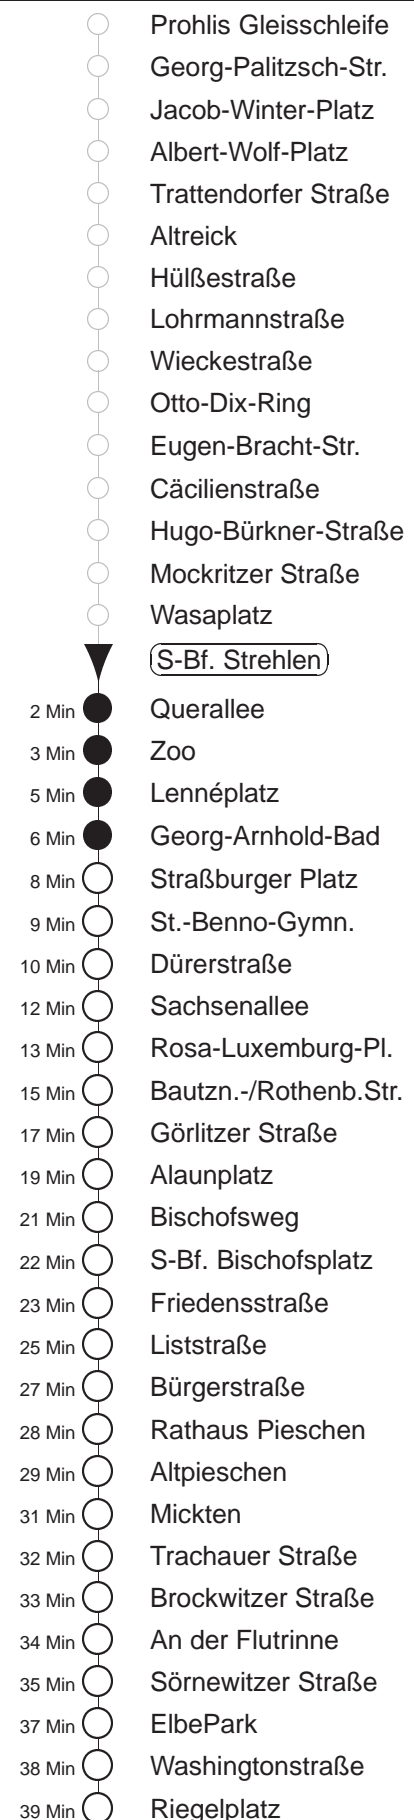 Prohlis Gleisschleife
Georg-Palitzsch-Str.
Jacob-Winter-Platz
Albert-Wolf-Platz
Trattendorfer Straße
Altreick
Hülßestraße
Lohrmannstraße
Wieckestraße
Otto-Dix-Ring
Eugen-Bracht-Str.
Cäcilienstraße
Hugo-Bürkner-Straße
Mockritzer Straße
Wasaplatz
S-Bf. Strehlen
2 Min Querallee
3 Min Zoo
5 Min Lennéplatz
6 Min Georg-Arnhold-Bad
8 Min Straßburger Platz
9 Min St.-Benno-Gymn.
10 Min Dürerstraße
12 Min Sachsenallee
13 Min Rosa-Luxemburg-Pl.
15 Min Bautzn.-/Rothenb.Str.
17 Min Görlitzer Straße
19 Min Alaunplatz
21 Min Bischofsweg
22 Min S-Bf. Bischofsplatz
23 Min Friedensstraße
25 Min Liststraße
27 Min Bürgerstraße
28 Min Rathaus Pieschen
29 Min Altpieschen
31 Min Mickten
32 Min Trachauer Straße
33 Min Brockwitzer Straße
34 Min An der Flutrinne
35 Min Sörnewitzer Straße
37 Min ElbePark
38 Min Washingtonstraße
39 Min Riegelplatz